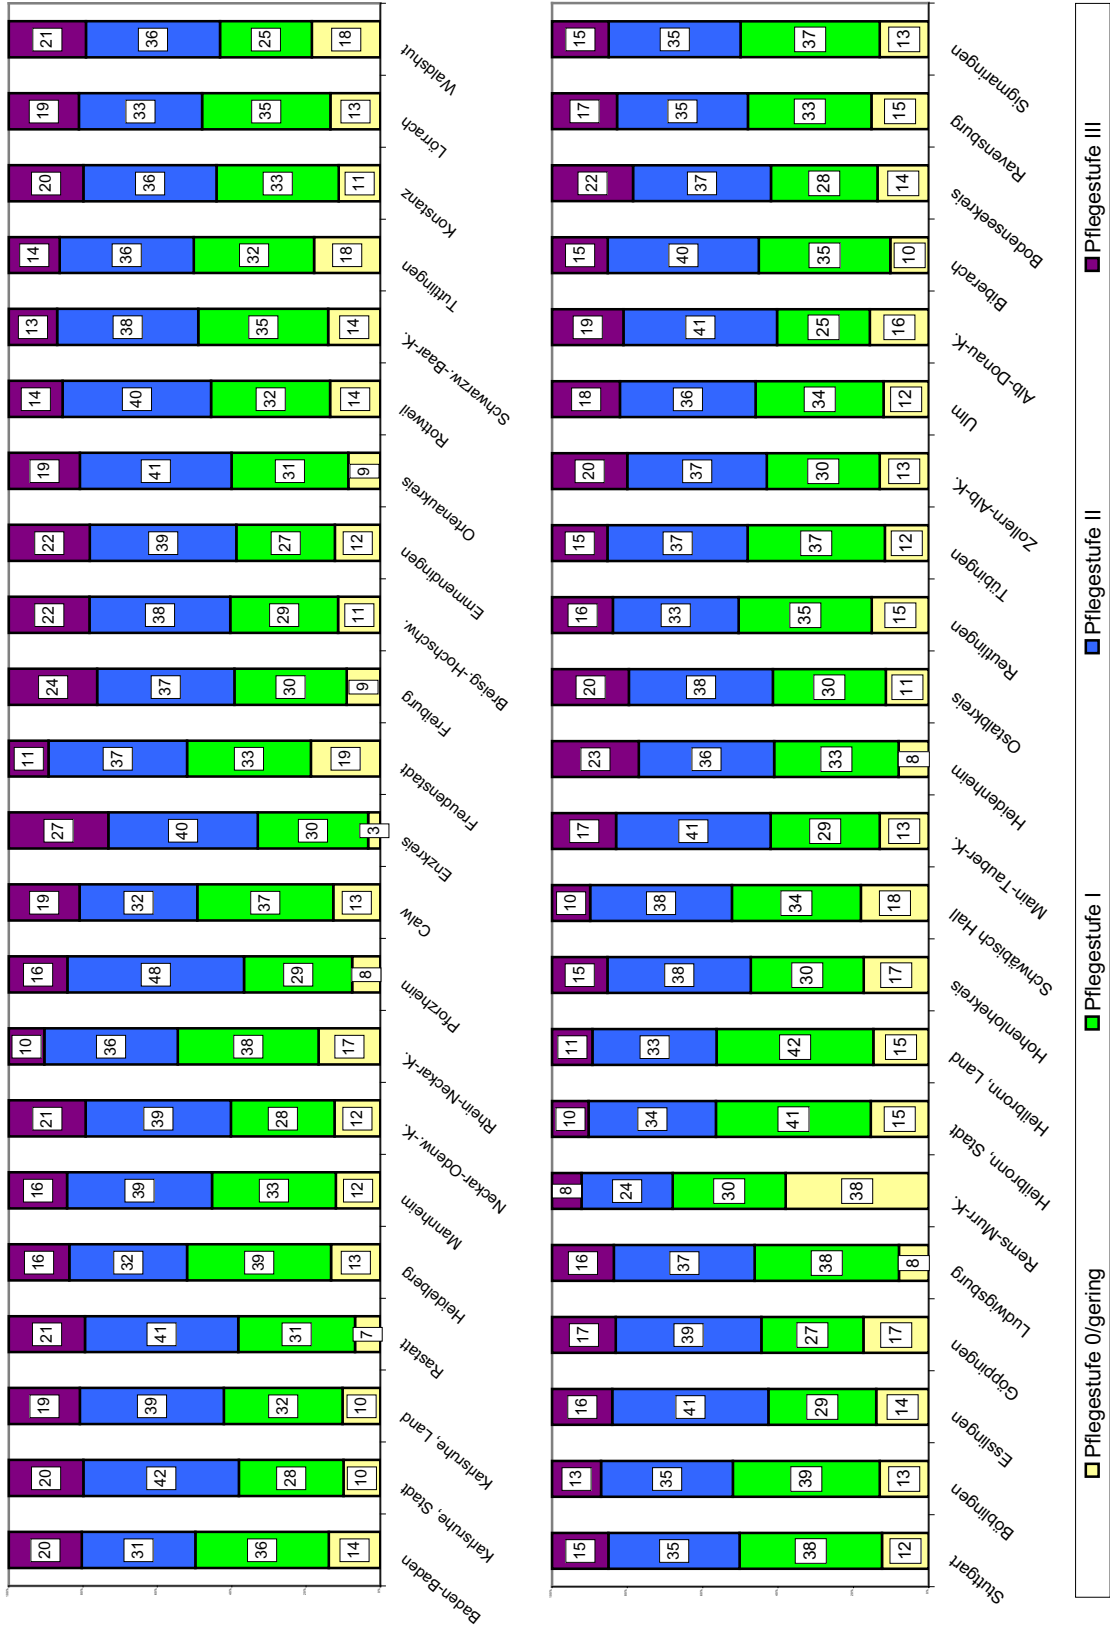 20 20 19 21 16 16 21 10 16 19 27 11 24 22 22 19 14 13 14 20 19 21
31 42 39 41 32 39 39 36 48 32 40 37 37 38 39 41 40 38 36 36 33 36
36 28 32 31 39 33 28 38 29 37 30 33 30 29 27 31 32 35 32 33 35 25
14 10 10 7 13 12 12 17 8 13 3 19 9 11 12 9 14 14 18 11 13 18
Baden-Baden
Karlsruhe, Stadt
Karlsruhe, Land
Rastatt
Heidelberg
Mannheim
Neckar-Odenw.-K.
Rhein-Neckar-K.
Pforzheim
Calw
Enzkreis
Freudenstadt
Freiburg
Breisg-Hochschw.
Emmendingen
Ortenaukreis
Rottweil
Schwarzw.-Baar-K.
Tuttlingen
Konstanz
Lörrach
Waldshut
15 13 16 17 16 8 10 11 15 10 17 23 20 16 15 20 18 19 15 22 17 15
35 35 41 39 37 24 34 33 38 38 41 36 38 33 37 37 36 41 40 37 35 35
38 39 29 27 38 30 41 42 30 34 29 33 30 35 37 30 34 25 35 28 33 37
12 13 14 17 8 38 15 15 17 18 13 8 11 15 12 13 12 16 10 14 15 13
Stuttgart
Böblingen
Esslingen
Göppingen
Ludwigsburg
Rems-Murr-K.
Heilbronn, Stadt
Heilbronn, Land
Hohenlohekreis
Schwäbisch Hall
Main-Tauber-K.
Heidenheim
Ostalbkreis
Reutlingen
Tübingen
Zollern-Alb-K.
Ulm
Alb-Donau-K.
Biberach
Bodenseekreis
Ravensburg
Sigmaringen
Pflegestufe 0/gering Pflegestufe I Pflegestufe II Pflegestufe III